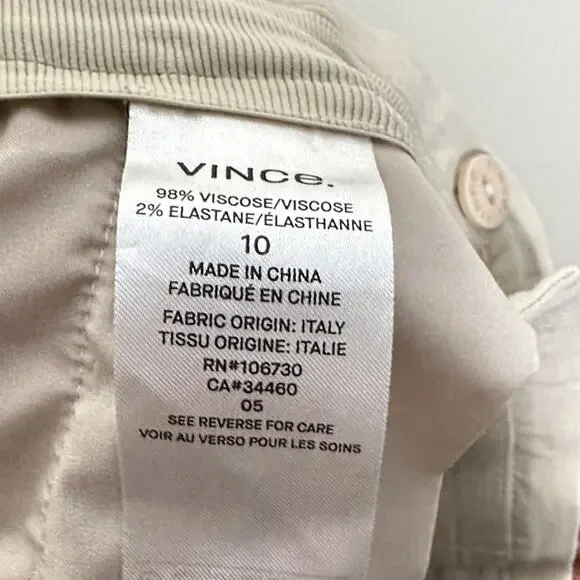 VINCe.
98% VISCOSE/VISCOSE
2% ELASTANE/ÉLASTHANNE
10
MADE IN CHINA
FABRIQUÉ EN CHINE
FABRIC ORIGIN: ITALY
TISSU ORIGINE: ITALIE
RN#106730
CA#34460
05
SEE REVERSE FOR CARE
VOIR AU VERSO POUR LES SOINS